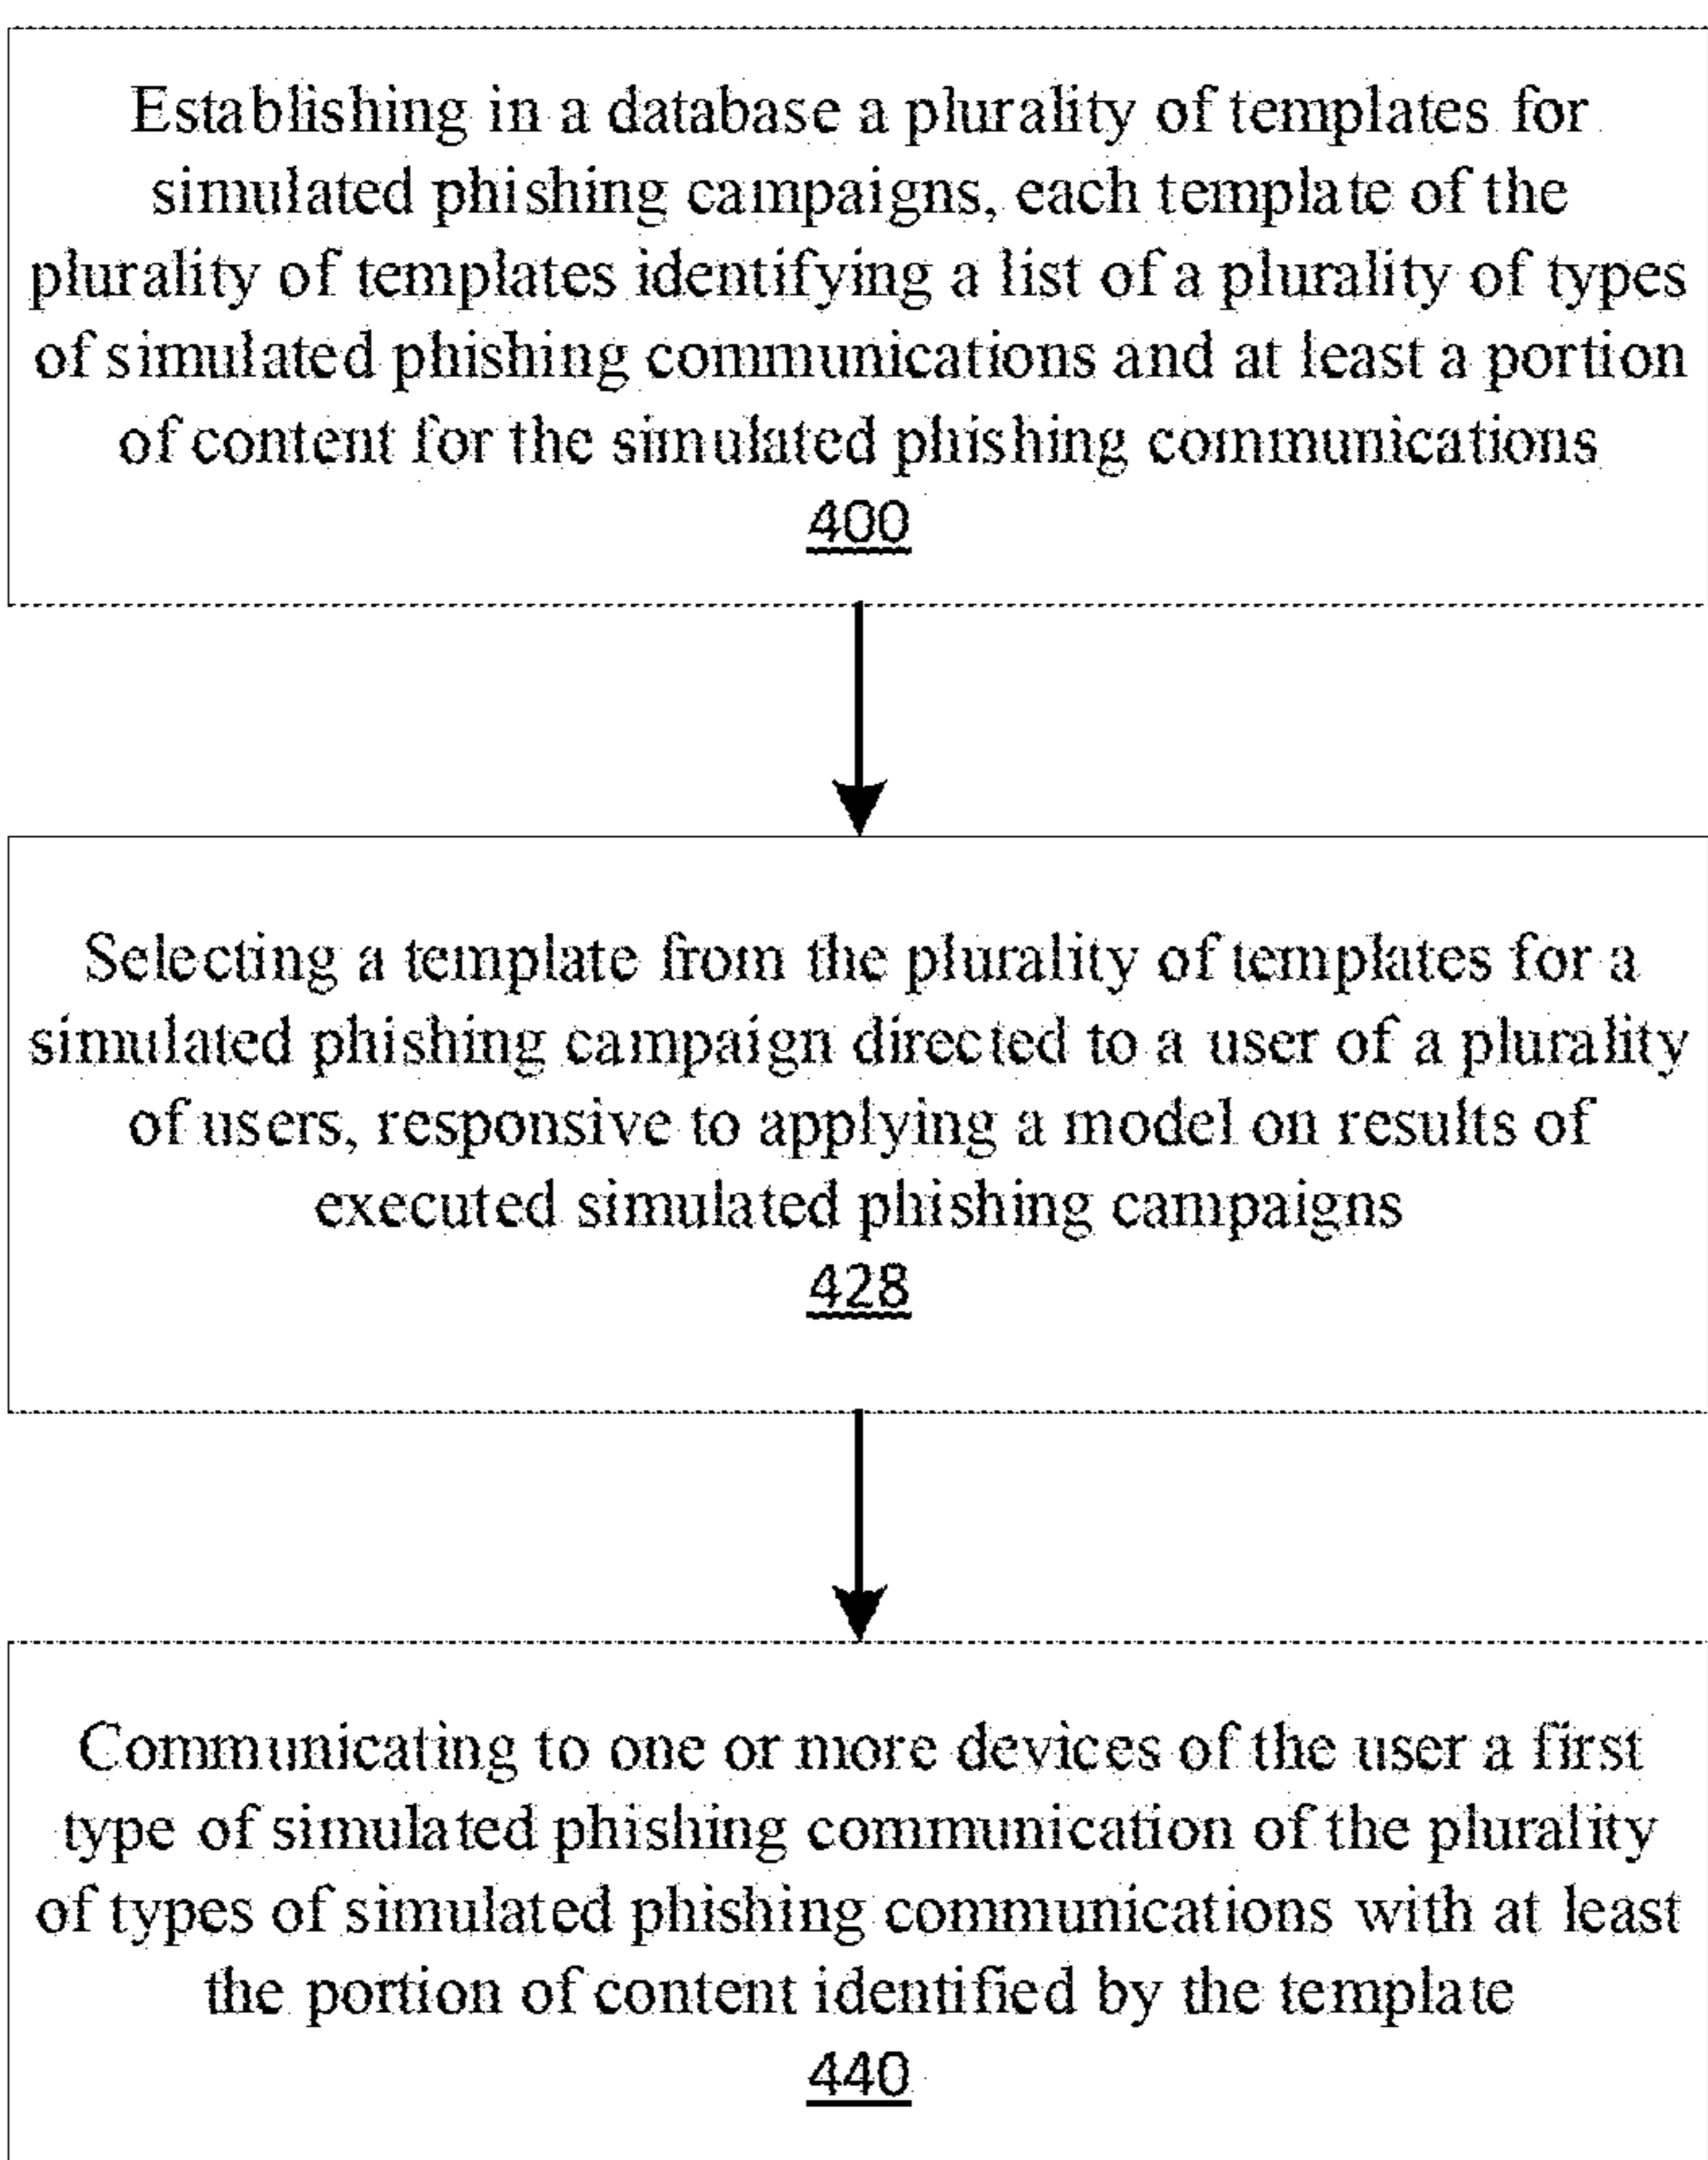 Establishing in a database a plurality of templates for
simulated phishing campaigns, each template of the
plurality of templates identifying a list of a plurality of types
of simulated phishing communications and at least a portion
of content for the simulated phishing communications
400
Selecting a template from the plurality of templates for a
simulated phishing campaign directed to a user of a plurality
of users, responsive to applying a model on results of
executed simulated phishing campaigns
428
Communicating to one or more devices of the user a first
type of simulated phishing communication of the plurality
of types of simulated phishing communications with at least
the portion of content identified by the template
440